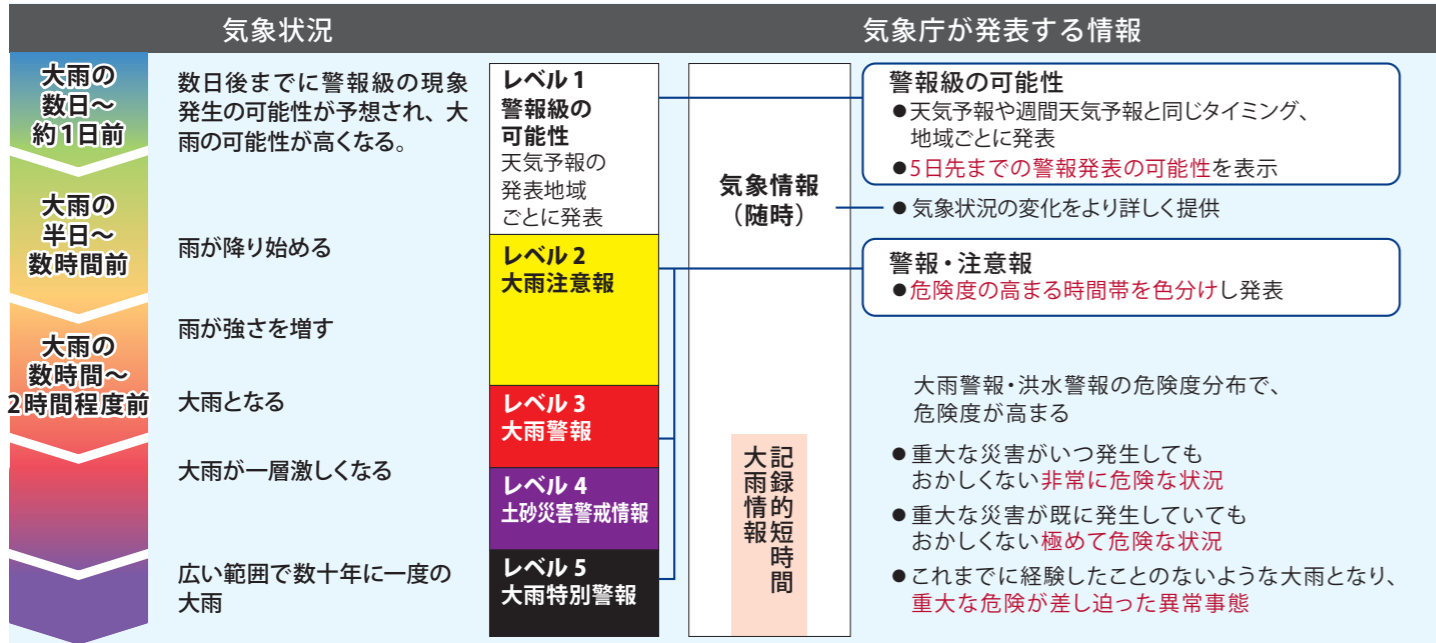 気象状況
気象庁が発表する情報
大雨の
数日〜
約1日前
大雨の
半日〜
数時間前
大雨の
数時間〜
2時間程度前
数日後までに警報級の現象
発生の可能性が予想され、大
雨の可能性が高くなる。
雨が降り始める
雨が強さを増す
大雨となる
大雨が一層激しくなる
広い範囲で数十年に一度の
大雨
レベル 1
警報級の
可能性
天気予報の
発表地域
ごとに発表
レベル 2
大雨注意報
レベル 3
大雨警報
レベル 4
土砂災害警戒情報
レベル 5
大雨特別警報
気象情報
（随時）
記録的短時間
大雨情報
警報級の可能性
●天気予報や週間天気予報と同じタイミング、
地域ごとに発表
●5日先までの警報発表の可能性を表示
●気象状況の変化をより詳しく提供
警報・注意報
●危険度の高まる時間帯を色分けし発表
大雨警報・洪水警報の危険度分布で、
危険度が高まる
●重大な災害がいつ発生しても
おかしくない非常に危険な状況
●重大な災害が既に発生していても
おかしくない極めて危険な状況
●これまでに経験したことのないような大雨となり、
重大な危険が差し迫った異常事態